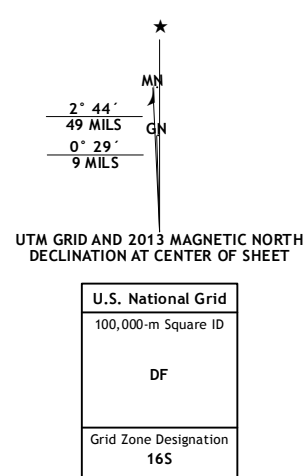 ★
MN
2° 44´
49 MILS
GN
0° 29´
9 MILS
UTM GRID AND 2013 MAGNETIC NORTH
DECLINATION AT CENTER OF SHEET
U.S. National Grid
100,000-m Square ID
DF
Grid Zone Designation
16S